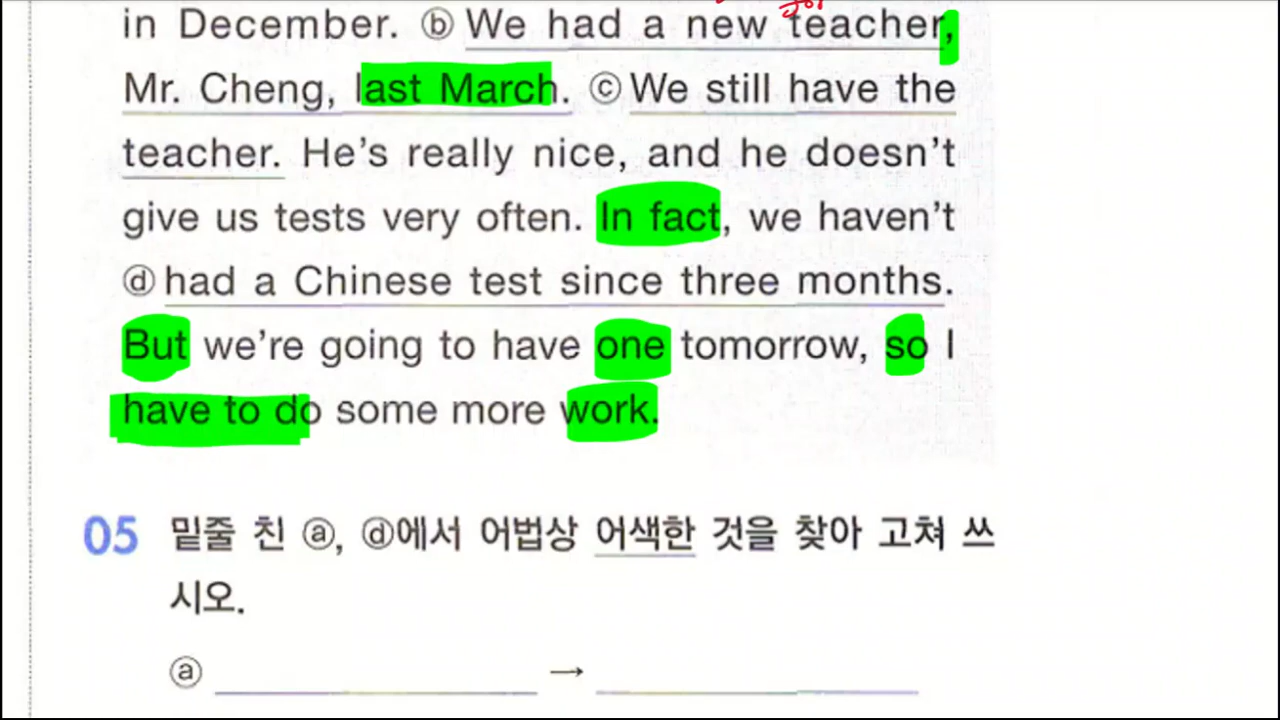 in December. ⓑ We had a new teacher,
Mr. Cheng, last March. ⓒ We still have the
teacher. He's really nice, and he doesn't
give us tests very often. In fact, we haven't
ⓓ had a Chinese test since three months.
But we're going to have one tomorrow, so I
have to do some more work.
05 밑줄 친 ⓐ, ⓓ에서 어법상 어색한 것을 찾아 고쳐 쓰
시오.
ⓐ →